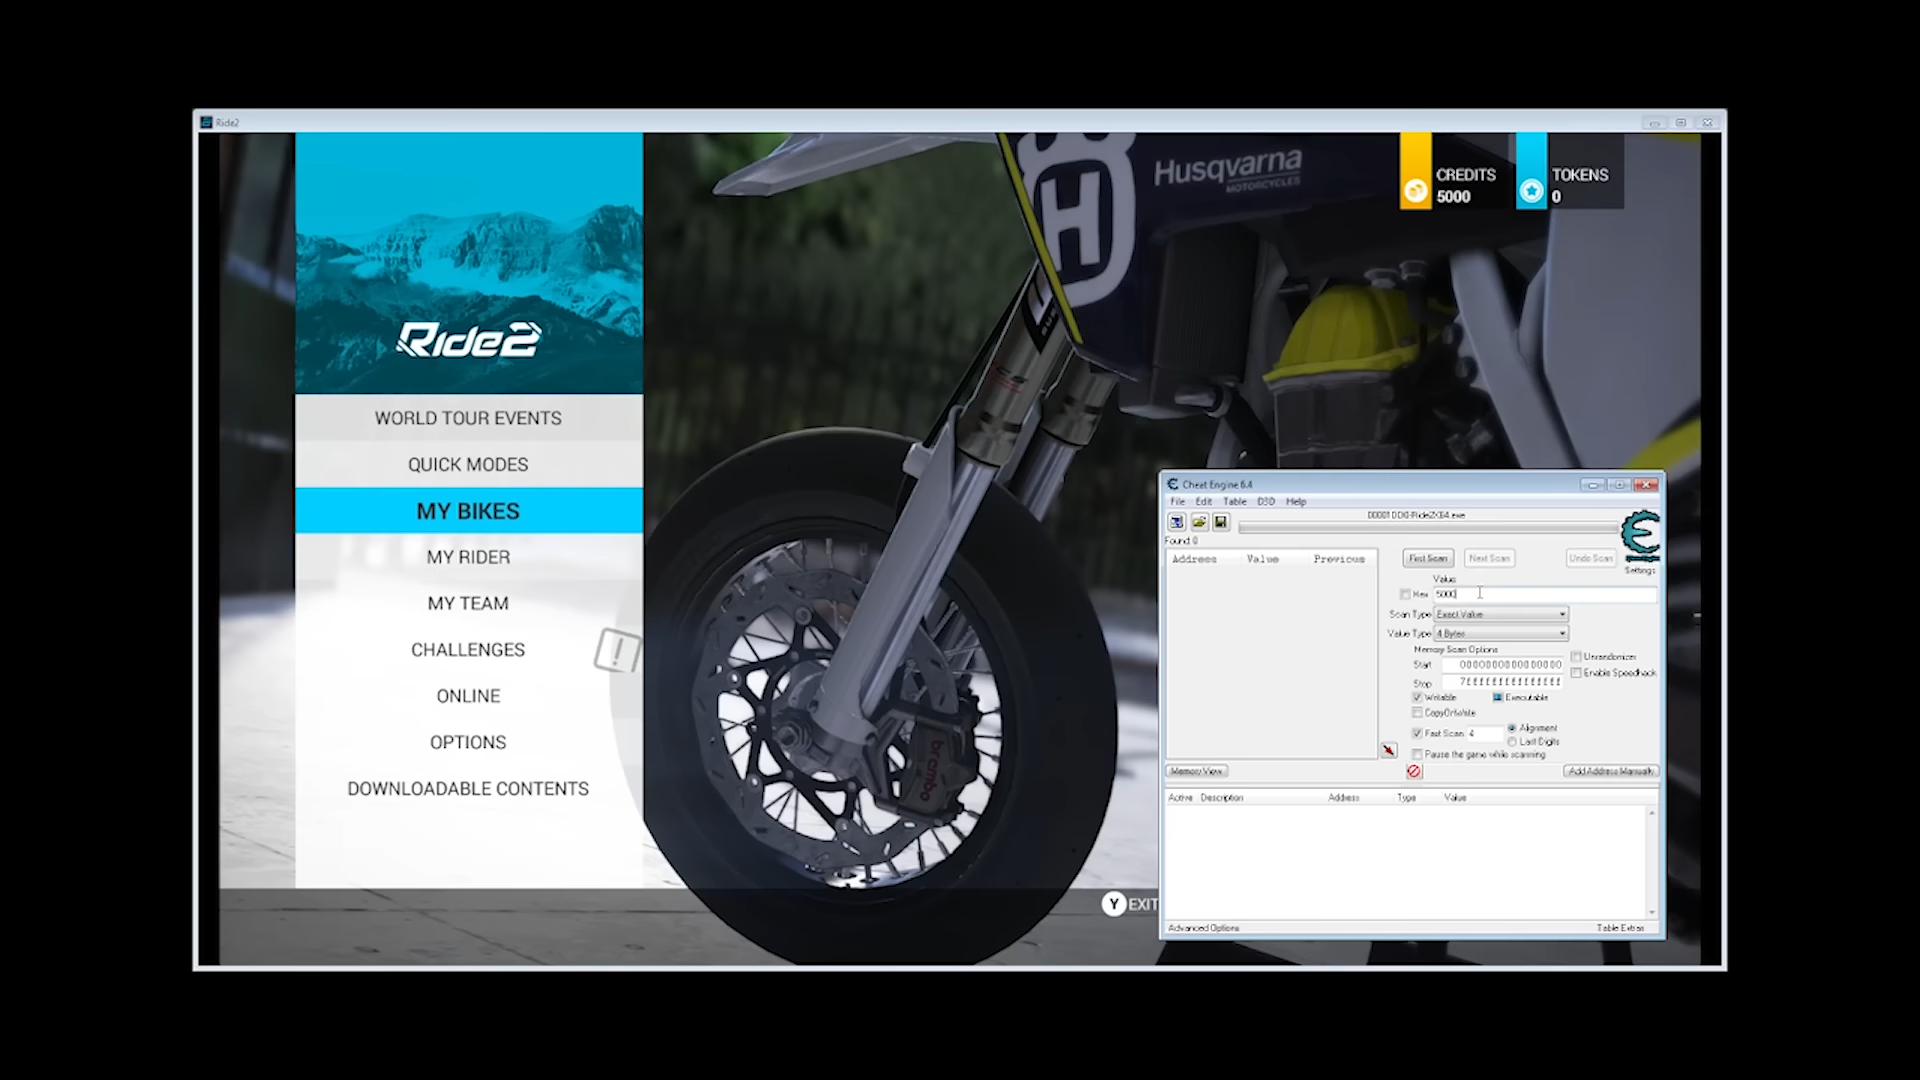 Ride2
CREDITS
5000
TOKENS
0
Husqvarna
MOTORCYCLES
H
Ride2
WORLD TOUR EVENTS
QUICK MODES
MY BIKES
MY RIDER
MY TEAM
CHALLENGES
!
ONLINE
OPTIONS
DOWNLOADABLE CONTENTS
brembo
Y EXIT
Cheat Engine 6.4
File Edit Table D3D Help
Found: 0
Address Value Previous
First Scan Next Scan Undo Scan
Settings
Value:
Hex 5000
Scan Type Exact Value
Value Type 4 Bytes
Memory Scan Options
Start 0000000000000000
Stop 7fffffffffffffff
Unrandomizer
Enable Speedhack
Writable Executable
CopyOnWrite
Fast Scan 4 Alignment
Last Digits
Pause the game while scanning
Memory View Add Address Manually
Active Description Address Type Value
Advanced Options Table Extras